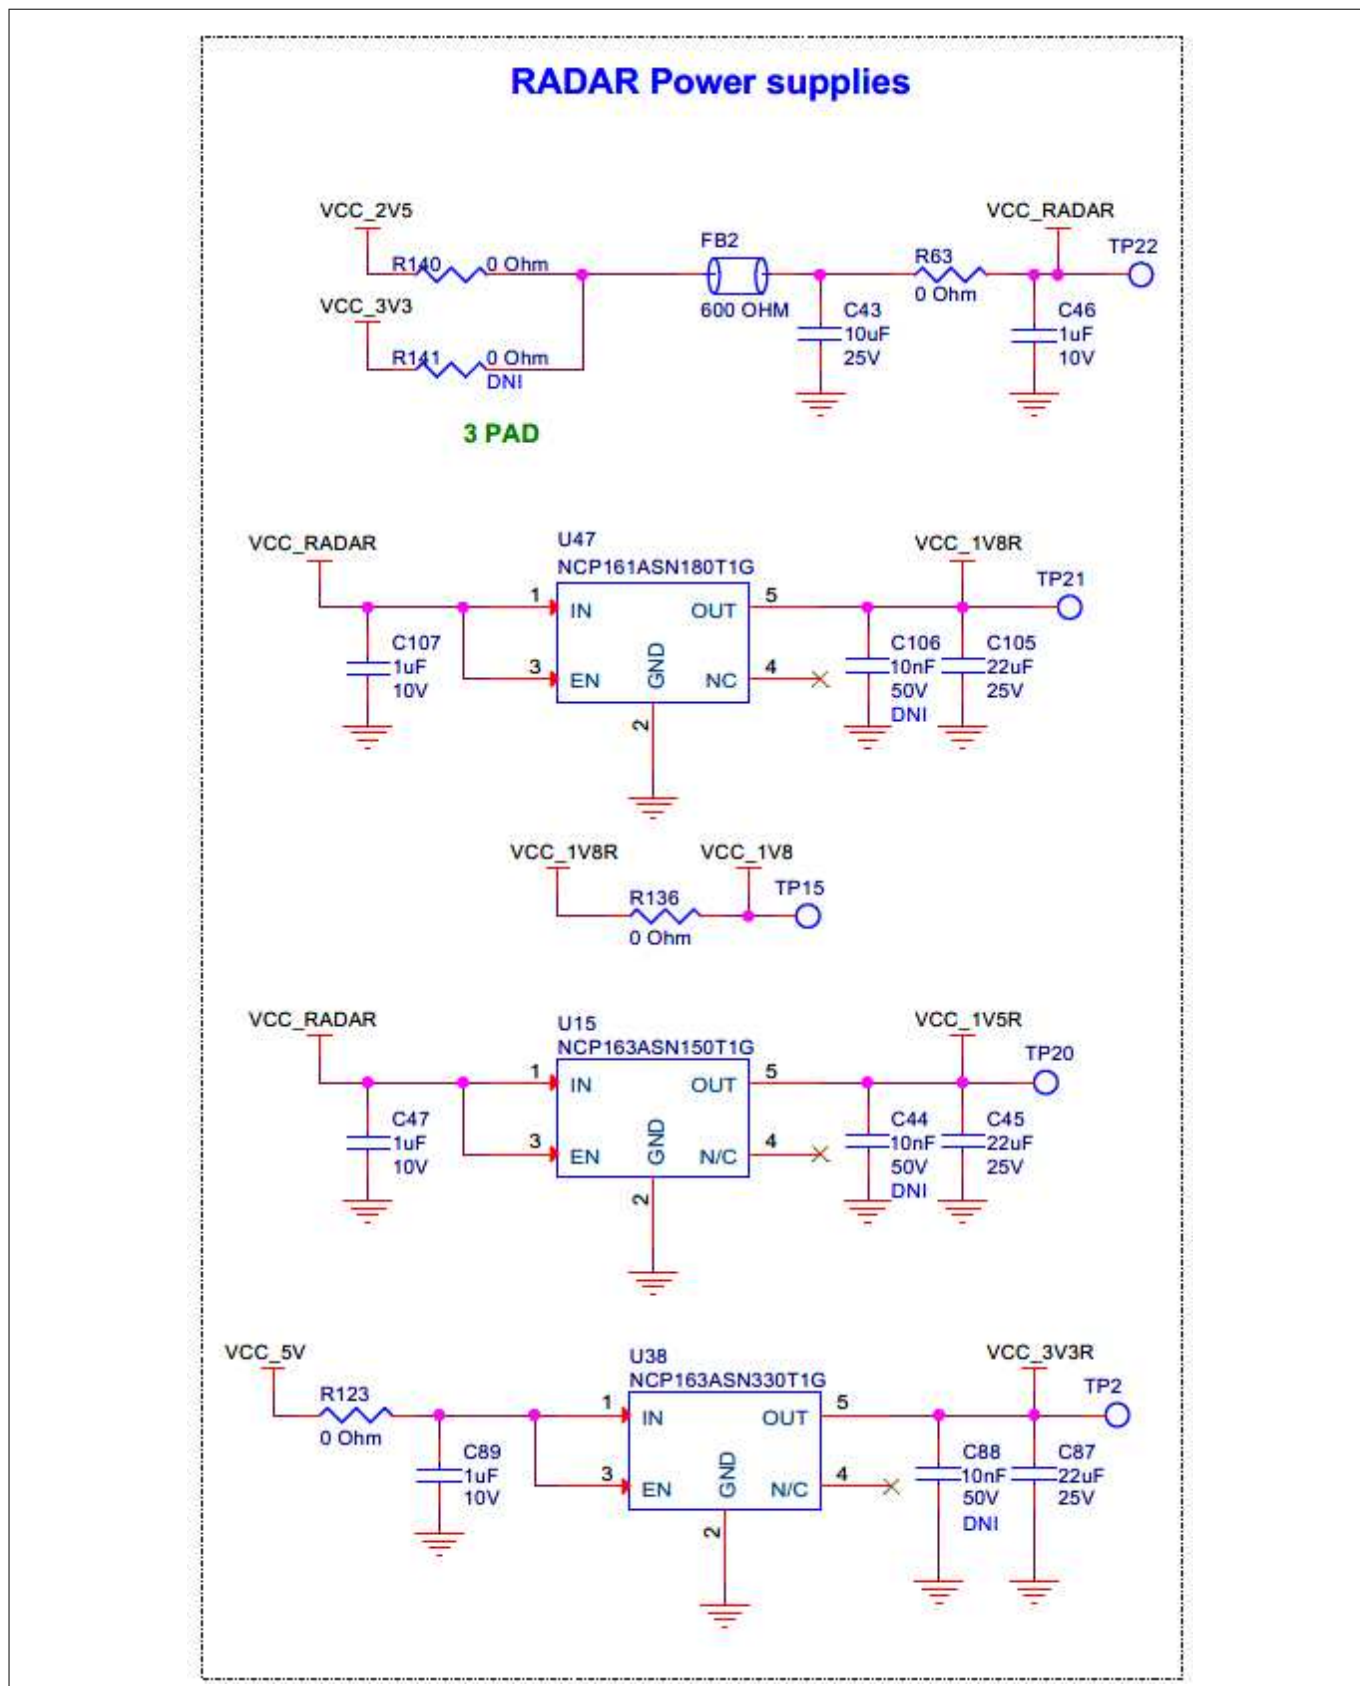 RADAR Power supplies
VCC_2V5
R140 0 Ohm
VCC_3V3
R141 0 Ohm
DNI
3 PAD
FB2
600 OHM
C43
10uF
25V
R63
0 Ohm
VCC_RADAR
TP22
C46
1uF
10V
VCC_RADAR
C107
1uF
10V
U47
NCP161ASN180T1G
1 IN
3 EN
GND
2
OUT 5
NC 4
VCC_1V8R
TP21
C106
10nF
50V
DNI
C105
22uF
25V
VCC_1V8R
R136
0 Ohm
VCC_1V8
TP15
VCC_RADAR
C47
1uF
10V
U15
NCP163ASN150T1G
1 IN
3 EN
GND
2
OUT 5
N/C 4
VCC_1V5R
TP20
C44
10nF
50V
DNI
C45
22uF
25V
VCC_5V
R123
0 Ohm
C89
1uF
10V
U38
NCP163ASN330T1G
1 IN
3 EN
GND
2
OUT 5
N/C 4
VCC_3V3R
TP2
C88
10nF
50V
DNI
C87
22uF
25V